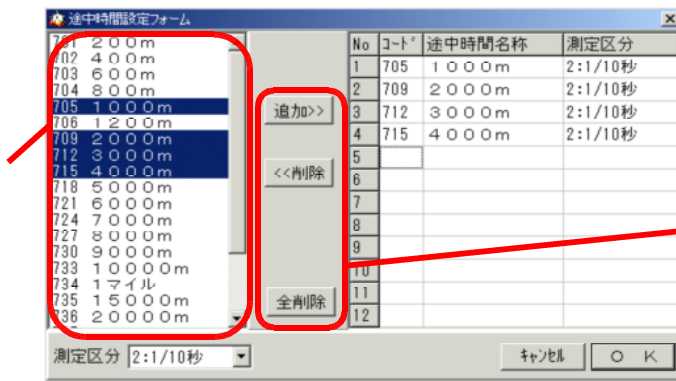 途中時間設定フォーム
701 200m
702 400m
703 600m
704 800m
705 1000m
706 1200m
709 2000m
712 3000m
715 4000m
718 5000m
721 6000m
724 7000m
727 8000m
730 9000m
733 10000m
734 1マイル
735 15000m
736 20000m
追加>>
<<削除
全削除
No コード 途中時間名称 測定区分
1 705 1000m 2:1/10秒
2 709 2000m 2:1/10秒
3 712 3000m 2:1/10秒
4 715 4000m 2:1/10秒
5
6
7
8
9
10
11
12
測定区分 2:1/10秒
キャンセル
OK